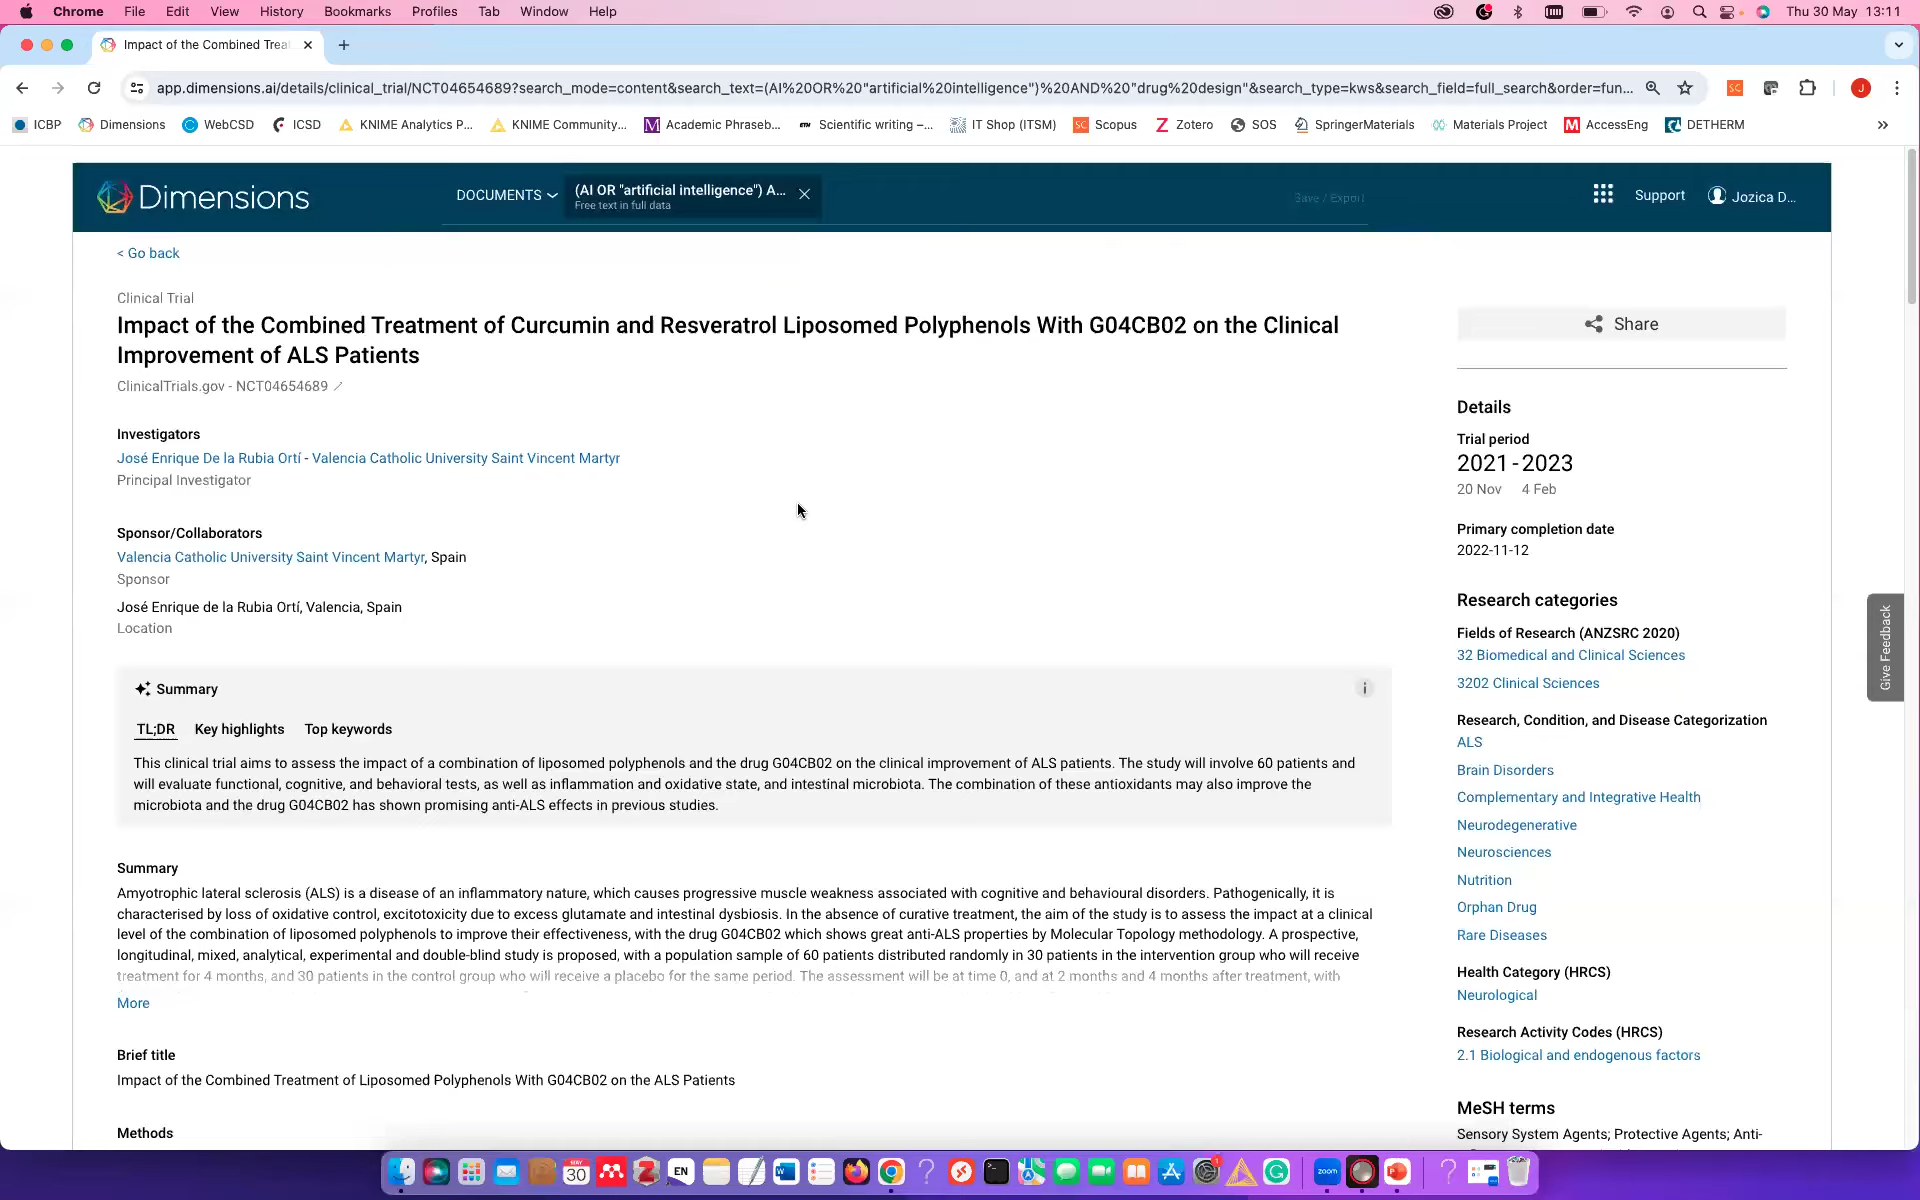 Chrome File Edit View History Bookmarks Profiles Tab Window Help Thu 30 May 13:11
Impact of the Combined Trea
app.dimensions.ai/details/clinical_trial/NCT04654689?search_mode=content&search_text=(AI%20OR%20"artificial%20intelligence")%20AND%20"drug%20design"&search_type=kws&search_field=full_search&order=fun...
ICBP Dimensions WebCSD ICSD KNIME Analytics P... KNIME Community... Academic Phraseb... Scientific writing –... IT Shop (ITSM) Scopus Zotero SOS SpringerMaterials Materials Project AccessEng DETHERM
Dimensions DOCUMENTS (AI OR "artificial intelligence") A... Save / Export Support Jozica D...
Free text in full data
< Go back
Clinical Trial
Impact of the Combined Treatment of Curcumin and Resveratrol Liposomed Polyphenols With G04CB02 on the Clinical
Improvement of ALS Patients
ClinicalTrials.gov - NCT04654689
Investigators
José Enrique De la Rubia Ortí - Valencia Catholic University Saint Vincent Martyr
Principal Investigator
Sponsor/Collaborators
Valencia Catholic University Saint Vincent Martyr, Spain
Sponsor
José Enrique de la Rubia Ortí, Valencia, Spain
Location
Summary
TL;DR Key highlights Top keywords
This clinical trial aims to assess the impact of a combination of liposomed polyphenols and the drug G04CB02 on the clinical improvement of ALS patients. The study will involve 60 patients and
will evaluate functional, cognitive, and behavioral tests, as well as inflammation and oxidative state, and intestinal microbiota. The combination of these antioxidants may also improve the
microbiota and the drug G04CB02 has shown promising anti-ALS effects in previous studies.
Summary
Amyotrophic lateral sclerosis (ALS) is a disease of an inflammatory nature, which causes progressive muscle weakness associated with cognitive and behavioural disorders. Pathogenically, it is
characterised by loss of oxidative control, excitotoxicity due to excess glutamate and intestinal dysbiosis. In the absence of curative treatment, the aim of the study is to assess the impact at a clinical
level of the combination of liposomed polyphenols to improve their effectiveness, with the drug G04CB02 which shows great anti-ALS properties by Molecular Topology methodology. A prospective,
longitudinal, mixed, analytical, experimental and double-blind study is proposed, with a population sample of 60 patients distributed randomly in 30 patients in the intervention group who will receive
treatment for 4 months, and 30 patients in the control group who will receive a placebo for the same period. The assessment will be at time 0, and at 2 months and 4 months after treatment, with
More
Brief title
Impact of the Combined Treatment of Liposomed Polyphenols With G04CB02 on the ALS Patients
Methods
Share
Details
Trial period
2021 - 2023
20 Nov 4 Feb
Primary completion date
2022-11-12
Research categories
Fields of Research (ANZSRC 2020)
32 Biomedical and Clinical Sciences
3202 Clinical Sciences
Research, Condition, and Disease Categorization
ALS
Brain Disorders
Complementary and Integrative Health
Neurodegenerative
Neurosciences
Nutrition
Orphan Drug
Rare Diseases
Health Category (HRCS)
Neurological
Research Activity Codes (HRCS)
2.1 Biological and endogenous factors
MeSH terms
Sensory System Agents; Protective Agents; Anti-
Give Feedback
MAY
30
EN
zoom